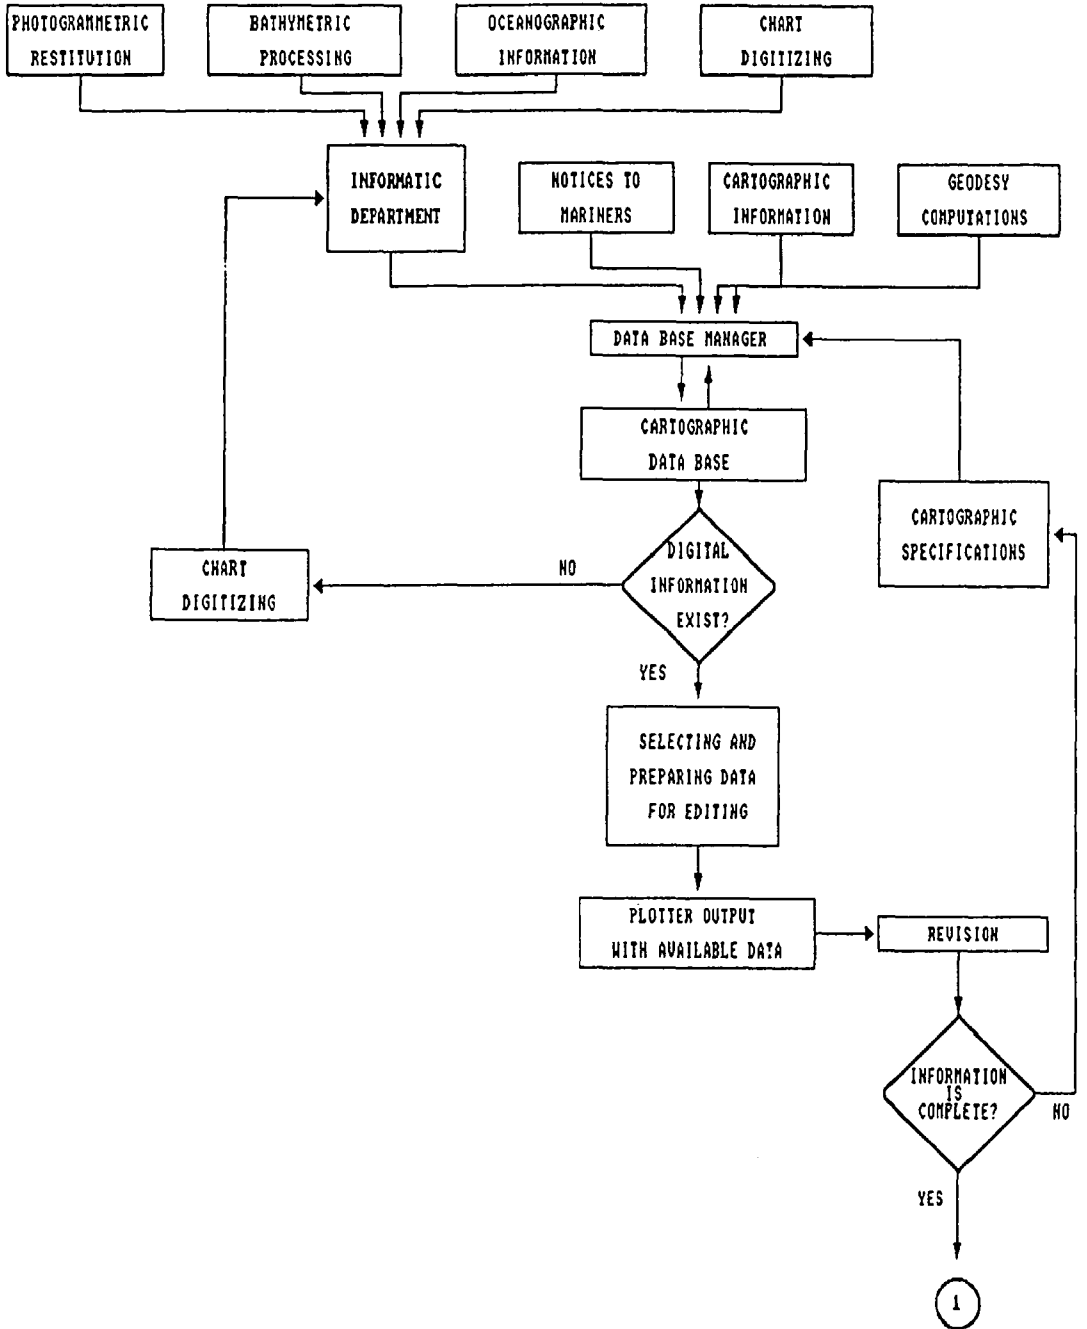 PHOTOGRAMMETRIC
RESTITUTION
BATHYMETRIC
PROCESSING
OCEANOGRAPHIC
INFORMATION
CHART
DIGITIZING
INFORMATIC
DEPARTMENT
NOTICES TO
MARINERS
CARTOGRAPHIC
INFORMATION
GEODESY
COMPUTATIONS
DATA BASE MANAGER
CARTOGRAPHIC
DATA BASE
CARTOGRAPHIC
SPECIFICATIONS
DIGITAL
INFORMATION
EXIST?
NO
CHART
DIGITIZING
YES
SELECTING AND
PREPARING DATA
FOR EDITING
PLOTTER OUTPUT
WITH AVAILABLE DATA
REVISION
INFORMATION
IS
COMPLETE?
NO
YES
1